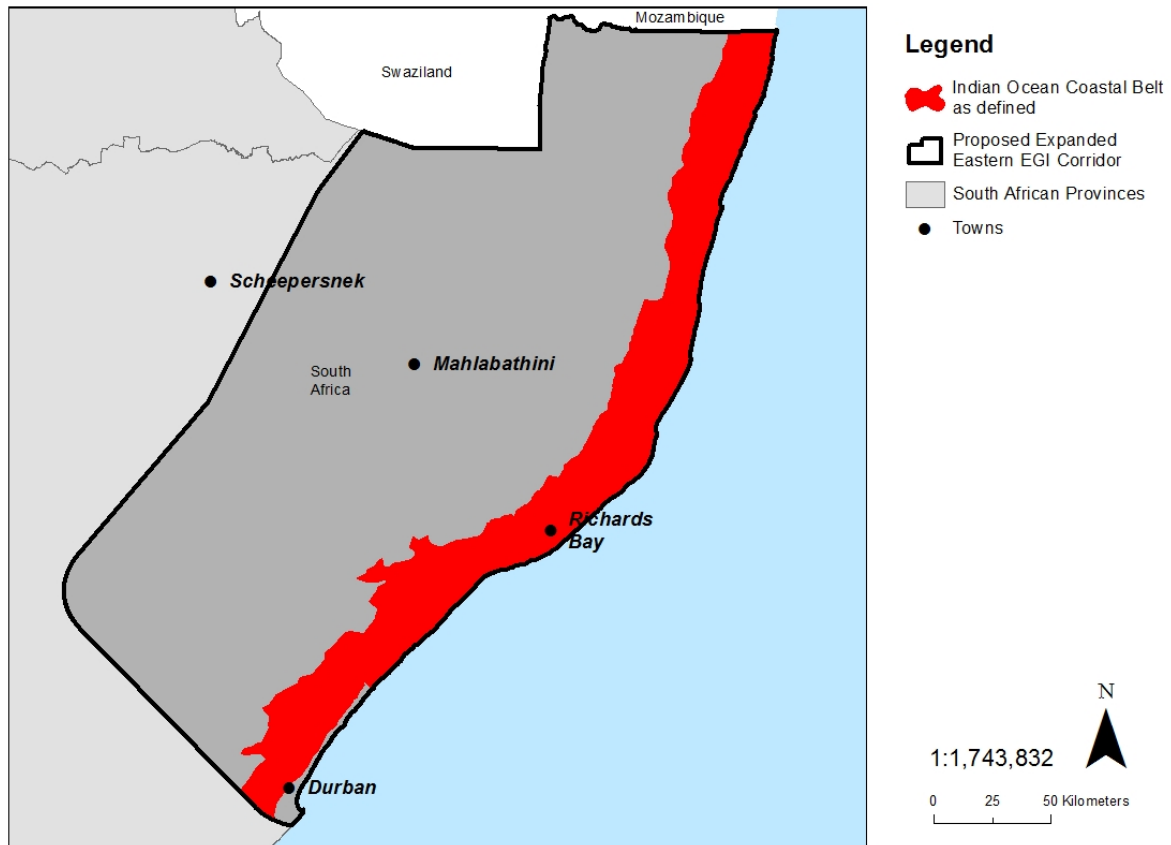 Mozambique
Swaziland
Scheepersnek
Mahlabathini
South
Africa
Richards
Bay
Durban
Legend
Indian Ocean Coastal Belt
as defined
Proposed Expanded
Eastern EGI Corridor
South African Provinces
Towns
N
1:1,743,832
0 25 50 Kilometers